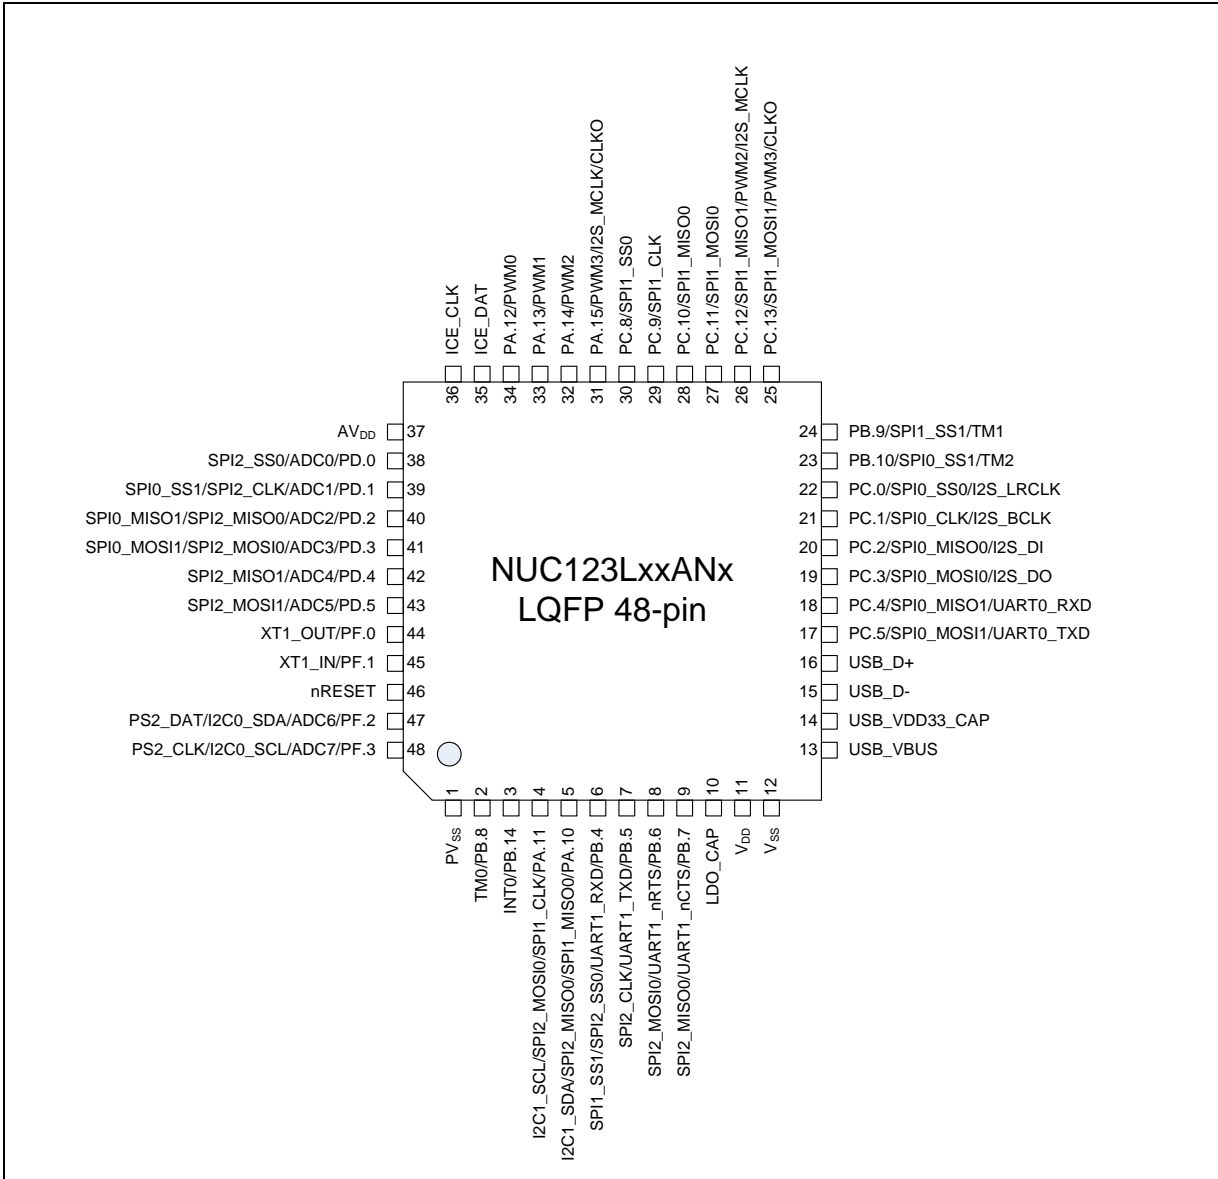 ICE_CLK
ICE_DAT
PA.12/PWM0
PA.13/PWM1
PA.14/PWM2
PA.15/PWM3/I2S_MCLK/CLKO
PC.8/SPI1_SS0
PC.9/SPI1_CLK
PC.10/SPI1_MISO0
PC.11/SPI1_MOSI0
PC.12/SPI1_MISO1/PWM2/I2S_MCLK
PC.13/SPI1_MOSI1/PWM3/CLKO
36
35
34
33
32
31
30
29
28
27
26
25
AVDD 37
SPI2_SS0/ADC0/PD.0 38
SPI0_SS1/SPI2_CLK/ADC1/PD.1 39
SPI0_MISO1/SPI2_MISO0/ADC2/PD.2 40
SPI0_MOSI1/SPI2_MOSI0/ADC3/PD.3 41
SPI2_MISO1/ADC4/PD.4 42
SPI2_MOSI1/ADC5/PD.5 43
XT1_OUT/PF.0 44
XT1_IN/PF.1 45
nRESET 46
PS2_DAT/I2C0_SDA/ADC6/PF.2 47
PS2_CLK/I2C0_SCL/ADC7/PF.3 48
NUC123LxxANx
LQFP 48-pin
24 PB.9/SPI1_SS1/TM1
23 PB.10/SPI0_SS1/TM2
22 PC.0/SPI0_SS0/I2S_LRCLK
21 PC.1/SPI0_CLK/I2S_BCLK
20 PC.2/SPI0_MISO0/I2S_DI
19 PC.3/SPI0_MOSI0/I2S_DO
18 PC.4/SPI0_MISO1/UART0_RXD
17 PC.5/SPI0_MOSI1/UART0_TXD
16 USB_D+
15 USB_D-
14 USB_VDD33_CAP
13 USB_VBUS
1
2
3
4
5
6
7
8
9
10
11
12
PVSS
TM0/PB.8
INT0/PB.14
I2C1_SCL/SPI2_MOSI0/SPI1_CLK/PA.11
I2C1_SDA/SPI2_MISO0/SPI1_MISO0/PA.10
SPI1_SS1/SPI2_SS0/UART1_RXD/PB.4
SPI2_CLK/UART1_TXD/PB.5
SPI2_MOSI0/UART1_nRTS/PB.6
SPI2_MISO0/UART1_nCTS/PB.7
LDO_CAP
VDD
VSS